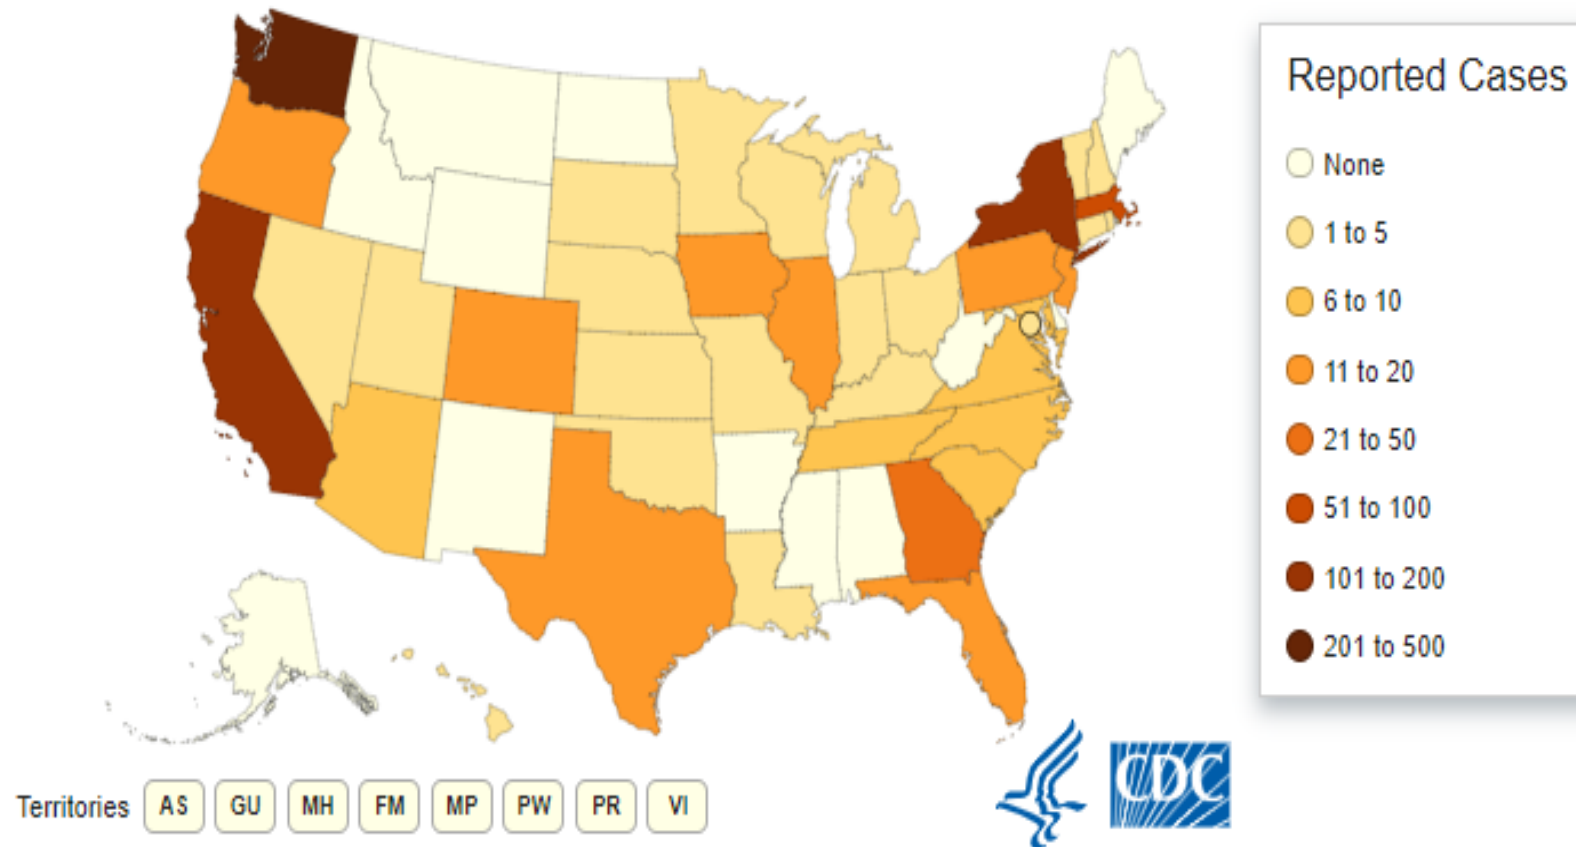 Reported Cases
None
1 to 5
6 to 10
11 to 20
21 to 50
51 to 100
101 to 200
201 to 500
Territories AS GU MH FM MP PW PR VI
CDC